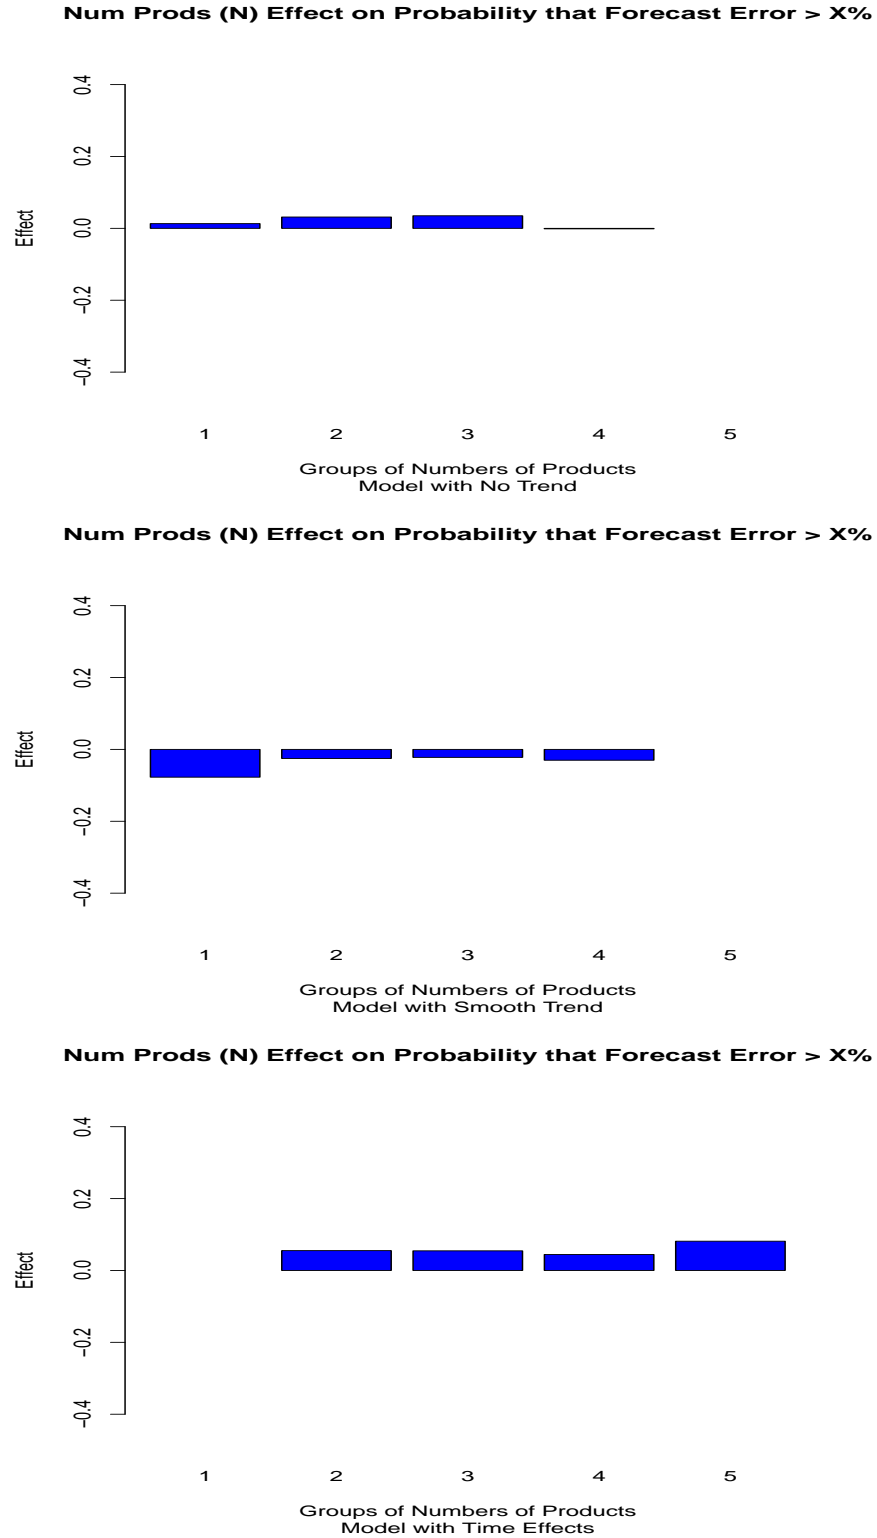 Num Prods (N) Effect on Probability that Forecast Error > X%
0.4
0.2
0.0
−0.2
−0.4
Effect
1 2 3 4 5
Groups of Numbers of Products
Model with No Trend
Num Prods (N) Effect on Probability that Forecast Error > X%
0.4
0.2
0.0
−0.2
−0.4
Effect
1 2 3 4 5
Groups of Numbers of Products
Model with Smooth Trend
Num Prods (N) Effect on Probability that Forecast Error > X%
0.4
0.2
0.0
−0.2
−0.4
Effect
1 2 3 4 5
Groups of Numbers of Products
Model with Time Effects